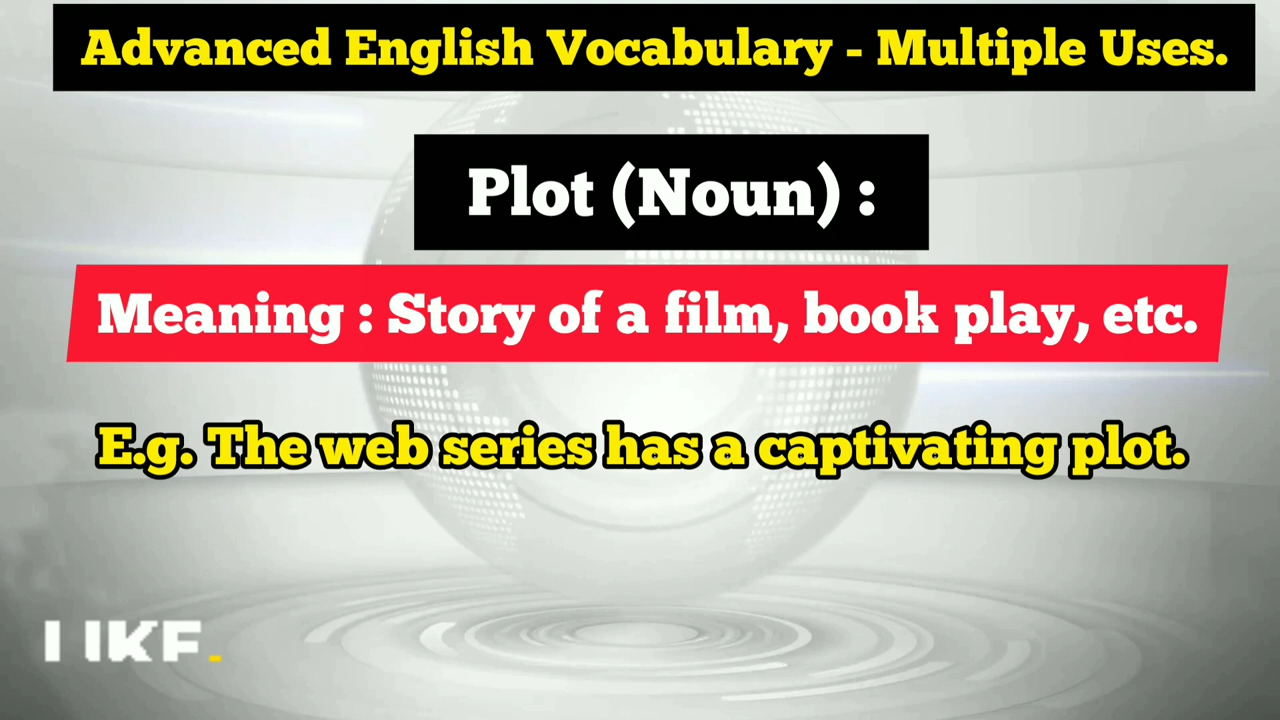 Advanced English Vocabulary - Multiple Uses.
Plot (Noun) :
Meaning : Story of a film, book play, etc.
E.g. The web series has a captivating plot.